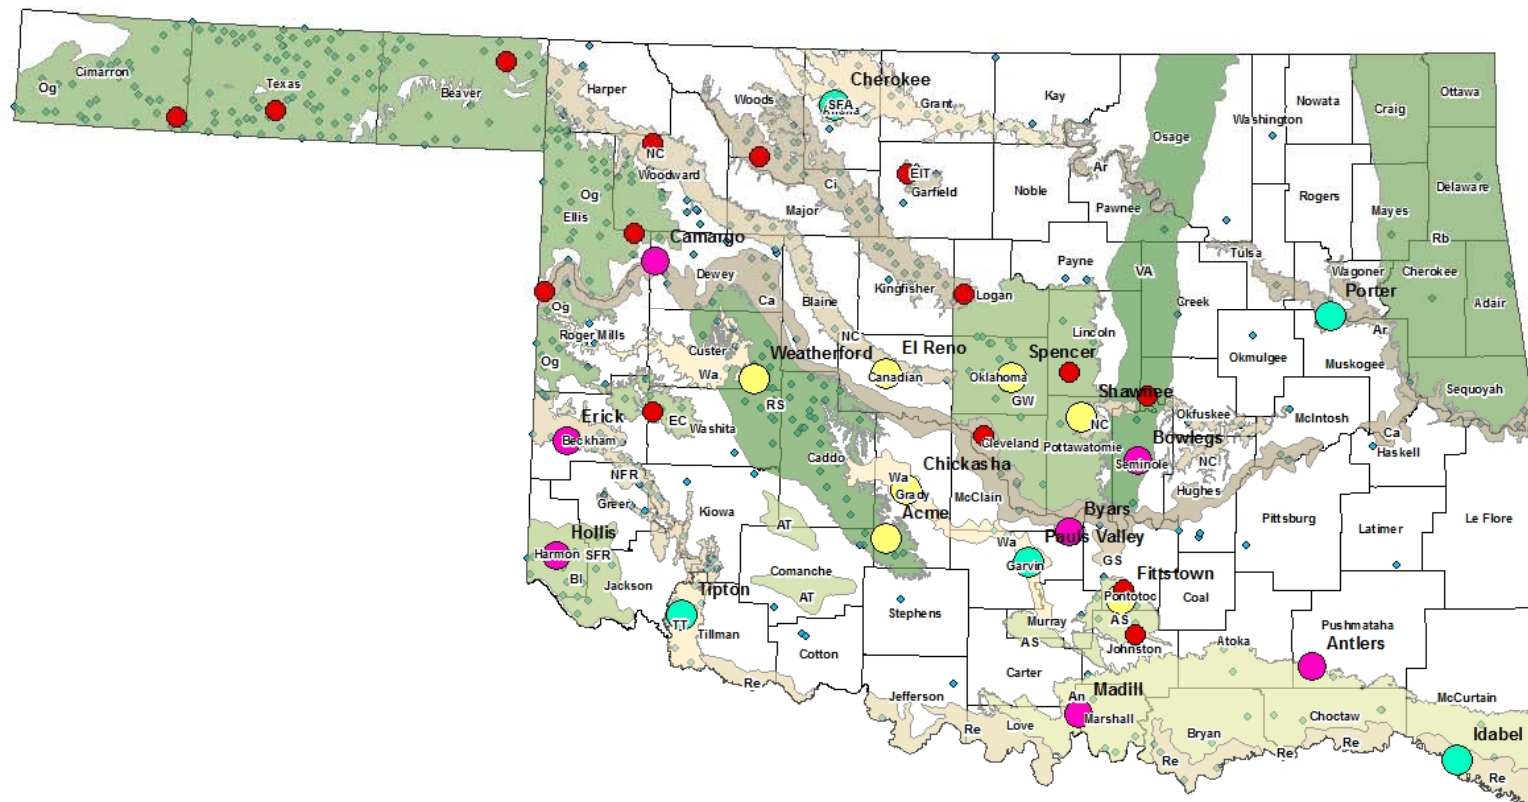 Cimarron
Og
Texas
Beaver
Harper
Woods
Cherokee
SFA
Grant
Kay
Osage
Washington
Nowata
Craig
Ottawa
NC
Woodward
Ci
Major
EIT
Garfield
Noble
Ar
Pawnee
Rogers
Mayes
Delaware
Og
Ellis
Camargo
Dewey
Ca
Blaine
Kingfisher
Logan
Payne
VA
Creek
Tulsa
Wagoner
Porter
Rb
Cherokee
Adair
Og
Roger Mills
Og
Custer
Wa
Weatherford
NC
El Reno
Canadian
Oklahoma
GW
Spencer
Lincoln
Shawnee
Okmulgee
Ar
Muskogee
Sequoyah
Erick
Beckham
EC
Washita
RS
Caddo
Chickasha
Cleveland
Pottawatomie
NC
Bowlegs
Seminole
Okfuskee
NC
McIntosh
Ca
Haskell
NFR
Greer
Kiowa
Wa
Grady
McClain
Acme
Byars
Hughes
Pittsburg
Latimer
Le Flore
Hollis
Harmon
SFR
Bl
Jackson
AT
Comanche
AT
Wa
Garvin
Pauls Valley
GS
Fittstown
Pontotoc
Coal
Tipton
TT
Tillman
Cotton
Stephens
Murray
AS
AS
Johnston
Atoka
Pushmataha
Antlers
Re
Jefferson
Carter
An
Madill
Marshall
Love
Re
Bryan
Re
Re
Re
Choctaw
McCurtain
Idabel
Re